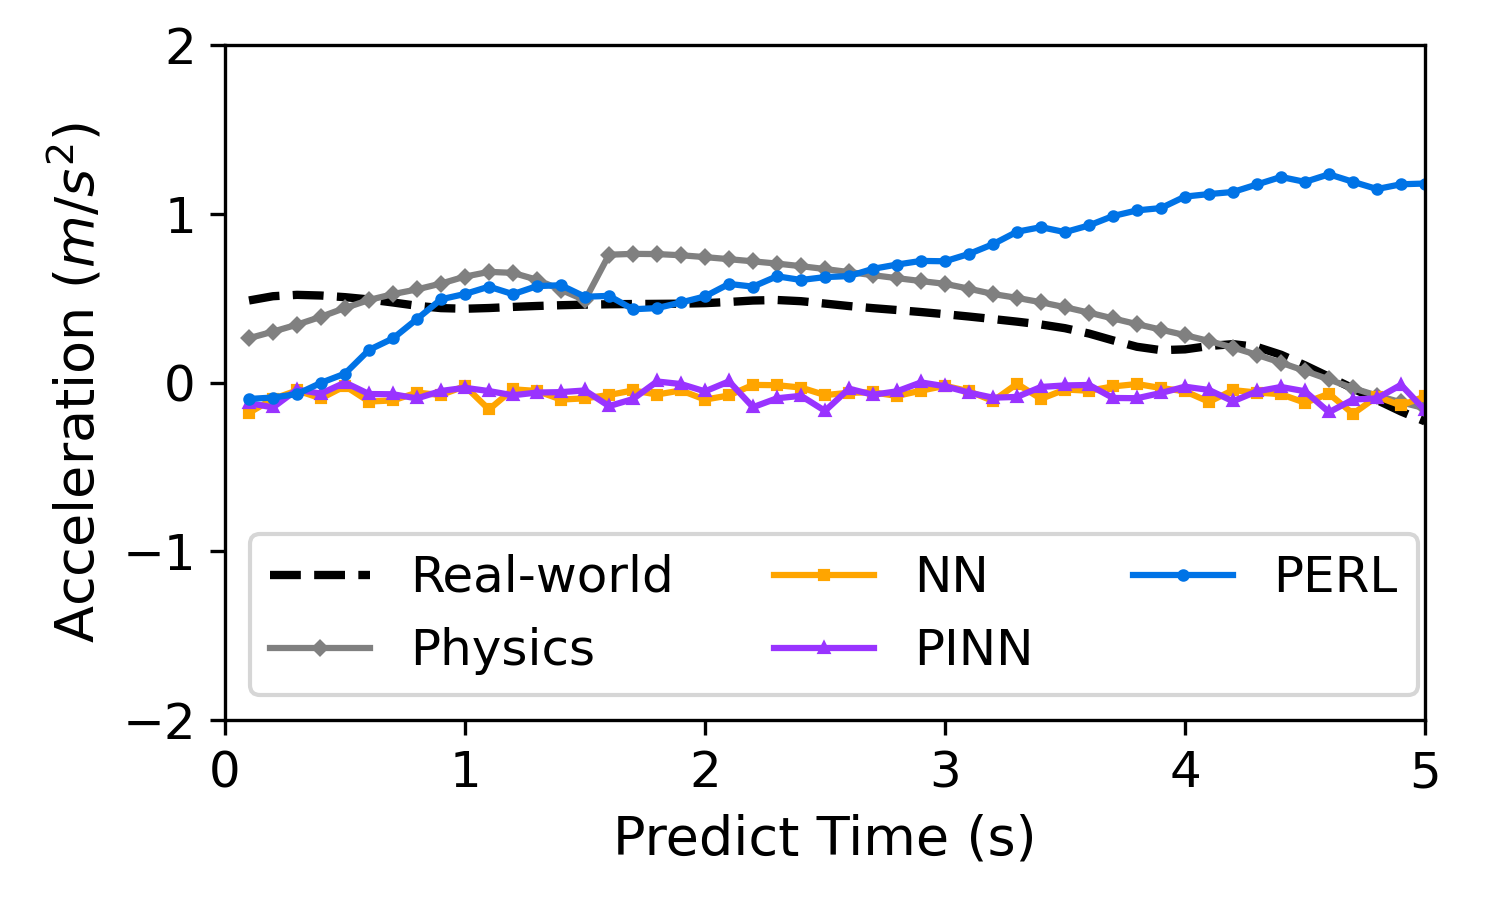 2
1
0
−1
−2
Acceleration (m/s²)
Real-world
Physics
NN
PINN
PERL
0 1 2 3 4 5
Predict Time (s)